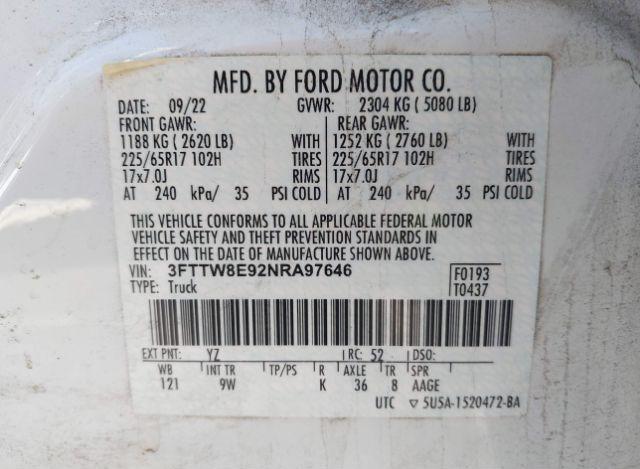 MFD. BY FORD MOTOR CO.
DATE: 09/22 GVWR: 2304 KG ( 5080 LB)
FRONT GAWR: REAR GAWR:
1188 KG ( 2620 LB) WITH 1252 KG ( 2760 LB) WITH
225/65R17 102H TIRES 225/65R17 102H TIRES
17x7.0J RIMS 17x7.0J RIMS
AT 240 kPa/ 35 PSI COLD AT 240 kPa/ 35 PSI COLD
THIS VEHICLE CONFORMS TO ALL APPLICABLE FEDERAL MOTOR
VEHICLE SAFETY AND THEFT PREVENTION STANDARDS IN
EFFECT ON THE DATE OF MANUFACTURE SHOWN ABOVE.
VIN: 3FTTW8E92NRA97646 F0193
TYPE: Truck T0437
EXT PNT: YZ RC: 52 DSO:
WB INT TR TP/PS R AXLE TR SPR
121 9W K 36 8 AAGE
UTC ▽ 5U5A-1520472-BA